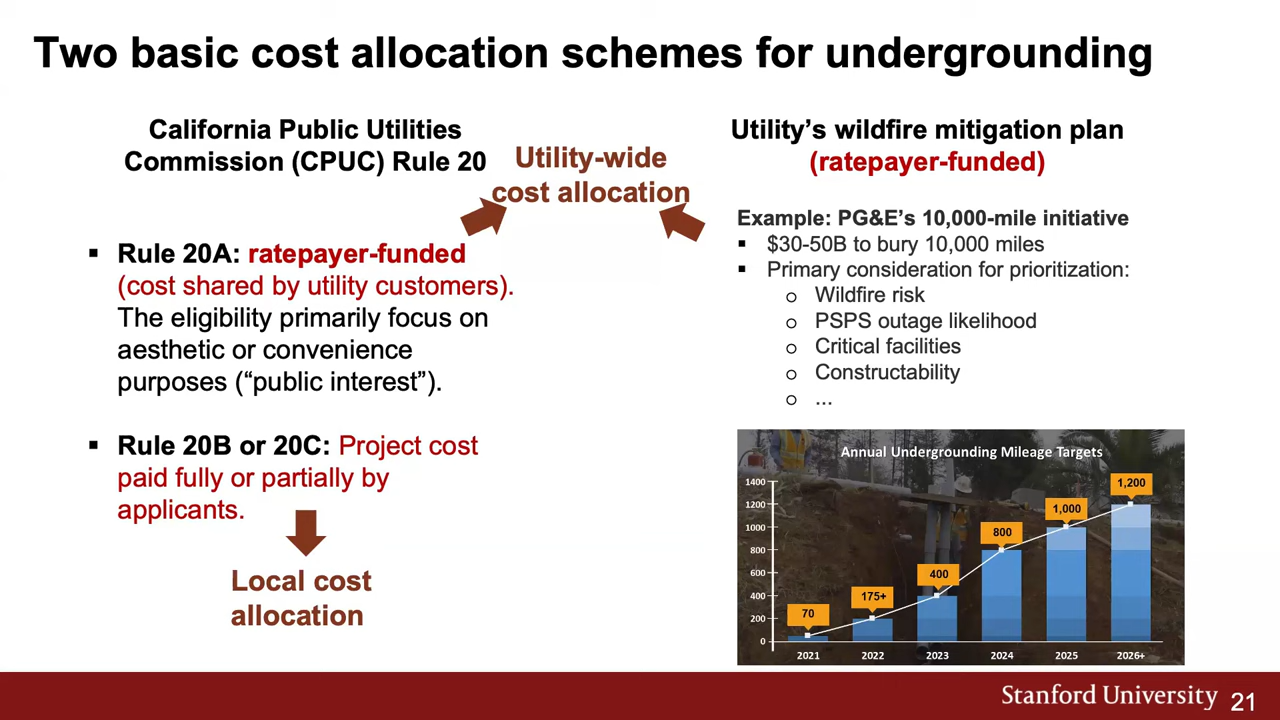 Two basic cost allocation schemes for undergrounding
California Public Utilities
Commission (CPUC) Rule 20
Utility-wide
cost allocation
▪ Rule 20A: ratepayer-funded
(cost shared by utility customers).
The eligibility primarily focus on
aesthetic or convenience
purposes (“public interest”).
▪ Rule 20B or 20C: Project cost
paid fully or partially by
applicants.
Local cost
allocation
Utility’s wildfire mitigation plan
(ratepayer-funded)
Example: PG&E’s 10,000-mile initiative
▪ $30-50B to bury 10,000 miles
▪ Primary consideration for prioritization:
o Wildfire risk
o PSPS outage likelihood
o Critical facilities
o Constructability
o ...
Annual Undergrounding Mileage Targets
1400
1200
1000
800
600
400
200
0
70
175+
400
800
1,000
1,200
2021 2022 2023 2024 2025 2026+
Stanford University 21